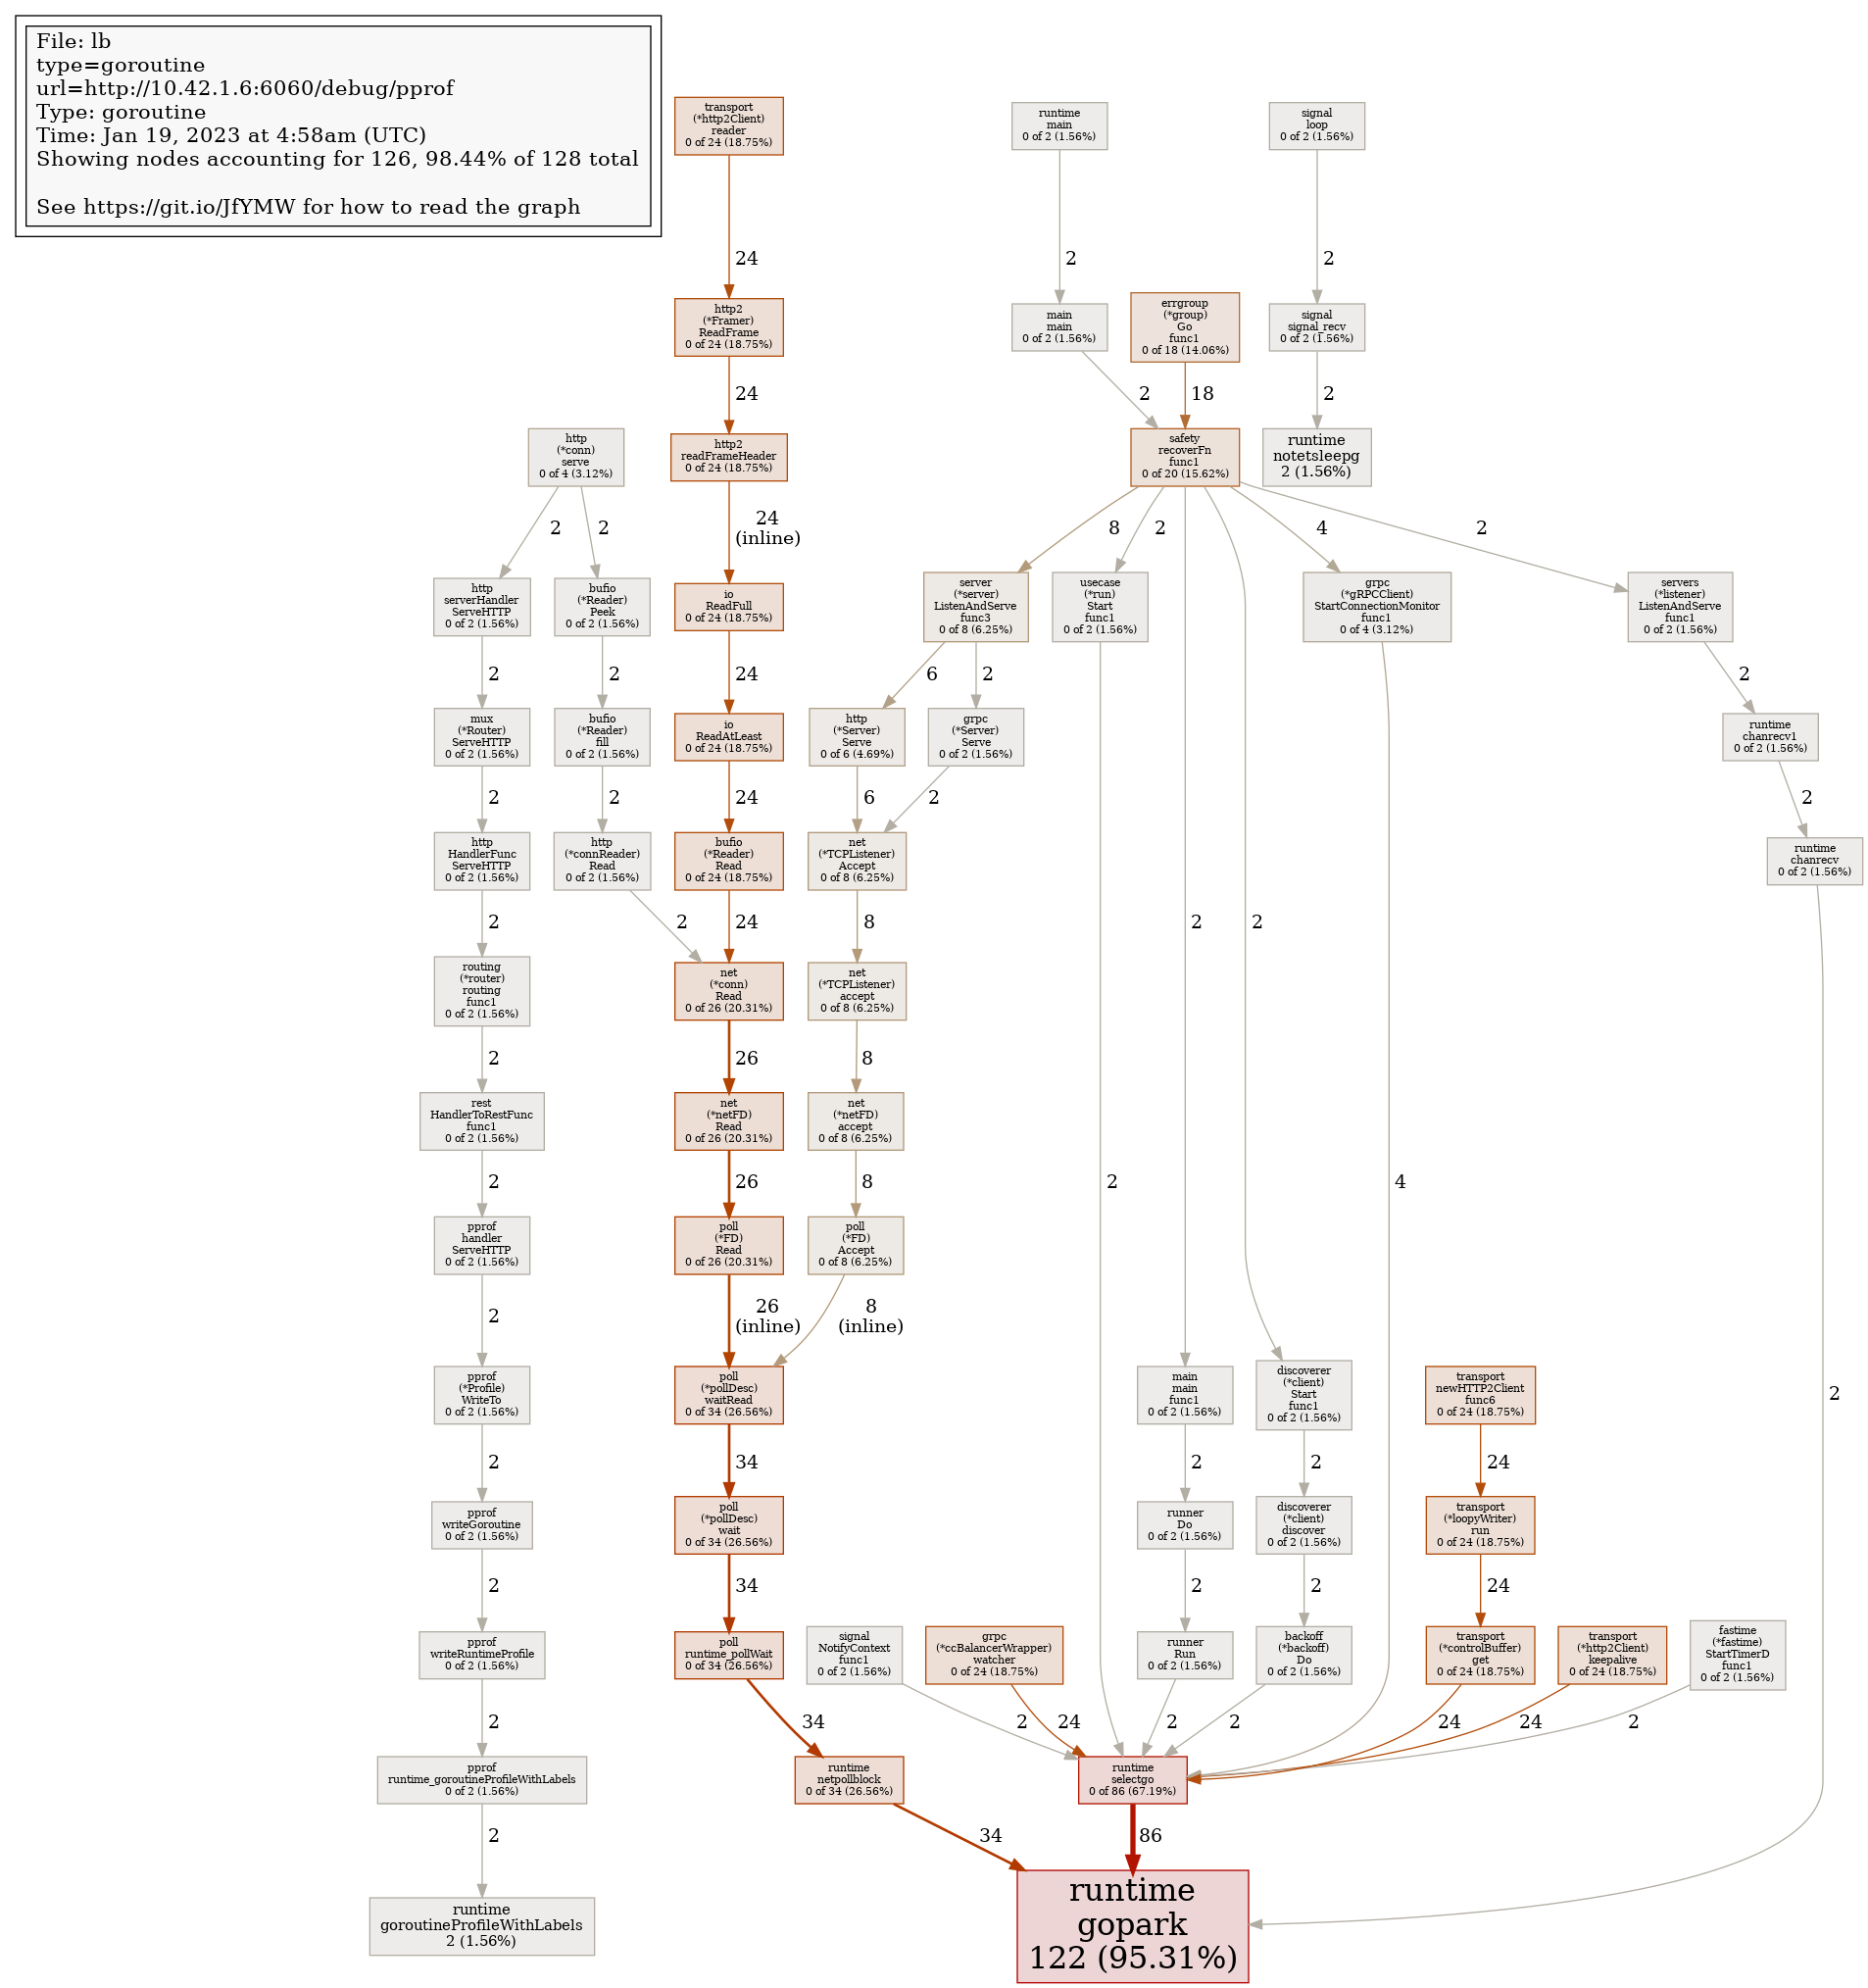 File: lb
type=goroutine
url=http://10.42.1.6:6060/debug/pprof
Type: goroutine
Time: Jan 19, 2023 at 4:58am (UTC)
Showing nodes accounting for 126, 98.44% of 128 total
See https://git.io/JfYMW for how to read the graph
transport
(*http2Client)
reader
0 of 24 (18.75%)
runtime
main
0 of 2 (1.56%)
signal
loop
0 of 2 (1.56%)
24
2
2
http2
(*Framer)
ReadFrame
0 of 24 (18.75%)
main
main
0 of 2 (1.56%)
errgroup
(*group)
Go
func1
0 of 18 (14.06%)
signal
signal_recv
0 of 2 (1.56%)
24
2
18
2
http
(*conn)
serve
0 of 4 (3.12%)
http2
readFrameHeader
0 of 24 (18.75%)
safety
recoverFn
func1
0 of 20 (15.62%)
runtime
notetsleepg
2 (1.56%)
2
2
24
(inline)
8
2
4
2
http
serverHandler
ServeHTTP
0 of 2 (1.56%)
bufio
(*Reader)
Peek
0 of 2 (1.56%)
io
ReadFull
0 of 24 (18.75%)
server
(*server)
ListenAndServe
func3
0 of 8 (6.25%)
usecase
(*run)
Start
func1
0 of 2 (1.56%)
grpc
(*gRPCClient)
StartConnectionMonitor
func1
0 of 4 (3.12%)
servers
(*listener)
ListenAndServe
func1
0 of 2 (1.56%)
2
2
24
6
2
2
mux
(*Router)
ServeHTTP
0 of 2 (1.56%)
bufio
(*Reader)
fill
0 of 2 (1.56%)
io
ReadAtLeast
0 of 24 (18.75%)
http
(*Server)
Serve
0 of 6 (4.69%)
grpc
(*Server)
Serve
0 of 2 (1.56%)
runtime
chanrecv1
0 of 2 (1.56%)
2
2
24
6
2
2
http
HandlerFunc
ServeHTTP
0 of 2 (1.56%)
http
(*connReader)
Read
0 of 2 (1.56%)
bufio
(*Reader)
Read
0 of 24 (18.75%)
net
(*TCPListener)
Accept
0 of 8 (6.25%)
runtime
chanrecv
0 of 2 (1.56%)
2
2
24
8
2
2
routing
(*router)
routing
func1
0 of 2 (1.56%)
net
(*conn)
Read
0 of 26 (20.31%)
net
(*TCPListener)
accept
0 of 8 (6.25%)
2
26
8
rest
HandlerToRestFunc
func1
0 of 2 (1.56%)
net
(*netFD)
Read
0 of 26 (20.31%)
net
(*netFD)
accept
0 of 8 (6.25%)
2
26
8
2
4
pprof
handler
ServeHTTP
0 of 2 (1.56%)
poll
(*FD)
Read
0 of 26 (20.31%)
poll
(*FD)
Accept
0 of 8 (6.25%)
2
26
(inline)
8
(inline)
pprof
(*Profile)
WriteTo
0 of 2 (1.56%)
poll
(*pollDesc)
waitRead
0 of 34 (26.56%)
main
main
func1
0 of 2 (1.56%)
discoverer
(*client)
Start
func1
0 of 2 (1.56%)
transport
newHTTP2Client
func6
0 of 24 (18.75%)
2
2
34
2
2
24
pprof
writeGoroutine
0 of 2 (1.56%)
poll
(*pollDesc)
wait
0 of 34 (26.56%)
runner
Do
0 of 2 (1.56%)
discoverer
(*client)
discover
0 of 2 (1.56%)
transport
(*loopyWriter)
run
0 of 24 (18.75%)
2
34
2
2
24
pprof
writeRuntimeProfile
0 of 2 (1.56%)
poll
runtime_pollWait
0 of 34 (26.56%)
signal
NotifyContext
func1
0 of 2 (1.56%)
grpc
(*ccBalancerWrapper)
watcher
0 of 24 (18.75%)
runner
Run
0 of 2 (1.56%)
backoff
(*backoff)
Do
0 of 2 (1.56%)
transport
(*controlBuffer)
get
0 of 24 (18.75%)
transport
(*http2Client)
keepalive
0 of 24 (18.75%)
fastime
(*fastime)
StartTimerD
func1
0 of 2 (1.56%)
2
34
2
24
2
2
24
24
2
pprof
runtime_goroutineProfileWithLabels
0 of 2 (1.56%)
runtime
netpollblock
0 of 34 (26.56%)
runtime
selectgo
0 of 86 (67.19%)
2
34
86
runtime
goroutineProfileWithLabels
2 (1.56%)
runtime
gopark
122 (95.31%)